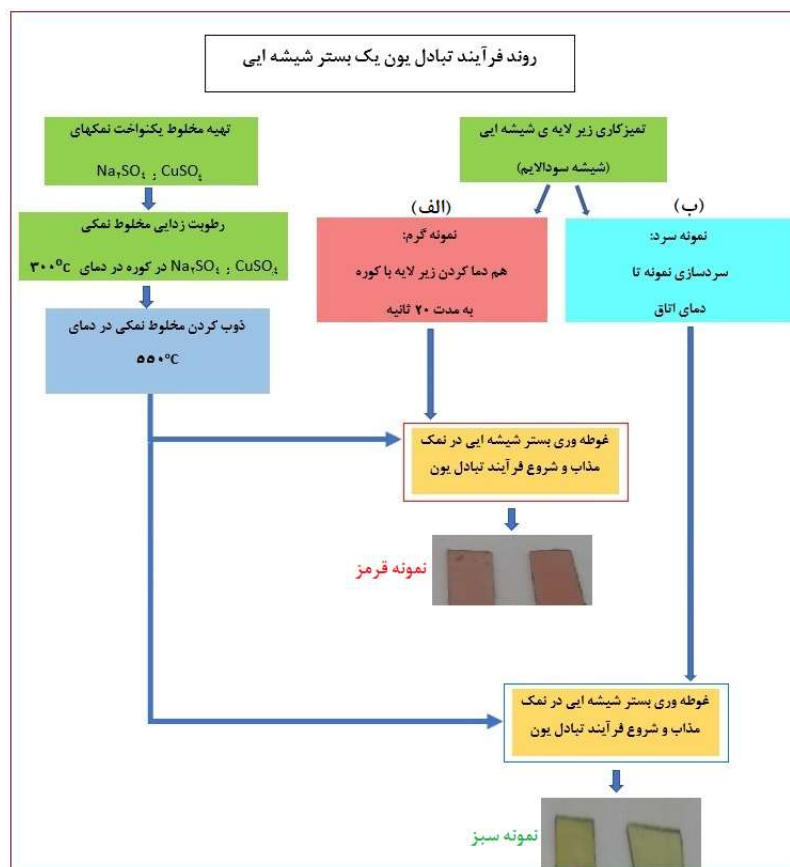 روند فرآیند تبادل یون یک بستر شیشه ایی
تمیزکاری زیر لایه ی شیشه ایی
(شیشه سودالایم)
تهیه مخلوط یکنواخت نمکهای
Na۲SO٤ و CuSO٤
(الف)
(ب)
رطوبت زدایی مخلوط نمکی
Na۲SO٤ و CuSO٤ در کوره در دمای ۳۰۰°C
نمونه گرم:
هم دما کردن زیر لایه با کوره
به مدت ۲۰ ثانیه
نمونه سرد:
سردسازی نمونه تا
دمای اتاق
ذوب کردن مخلوط نمکی در دمای
۵۵۰°C
غوطه وری بستر شیشه ایی در نمک
مذاب و شروع فرآیند تبادل یون
نمونه قرمز
غوطه وری بستر شیشه ایی در نمک
مذاب و شروع فرآیند تبادل یون
نمونه سبز